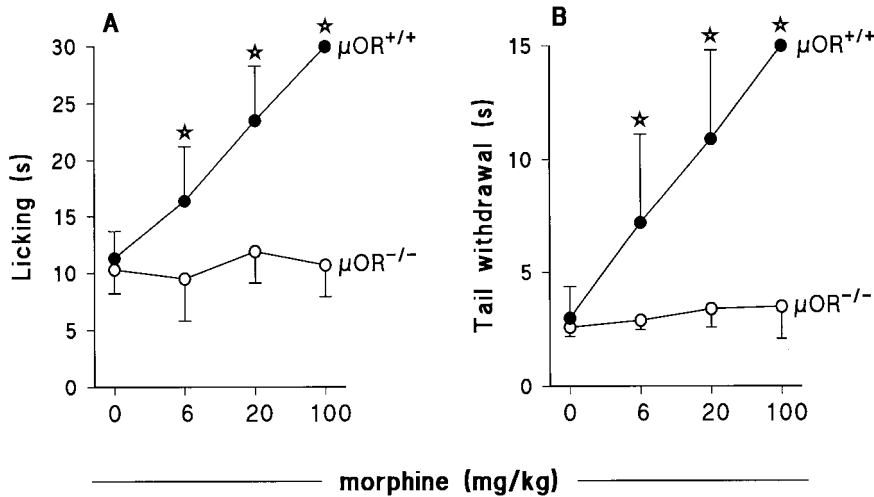 A
Licking (s)
30
25
20
15
10
5
0
0 6 20 100
µOR+/+
µOR-/-
B
Tail withdrawal (s)
15
10
5
0
0 6 20 100
µOR+/+
µOR-/-
morphine (mg/kg)